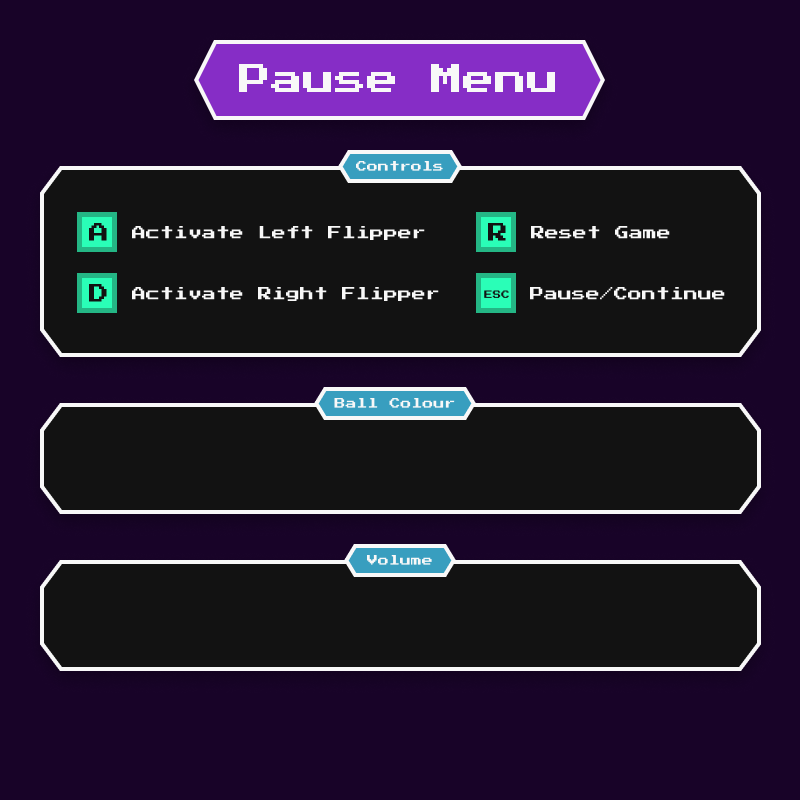 Pause Menu
Controls
A Activate Left Flipper
R Reset Game
D Activate Right Flipper
ESC Pause/Continue
Ball Colour
Volume